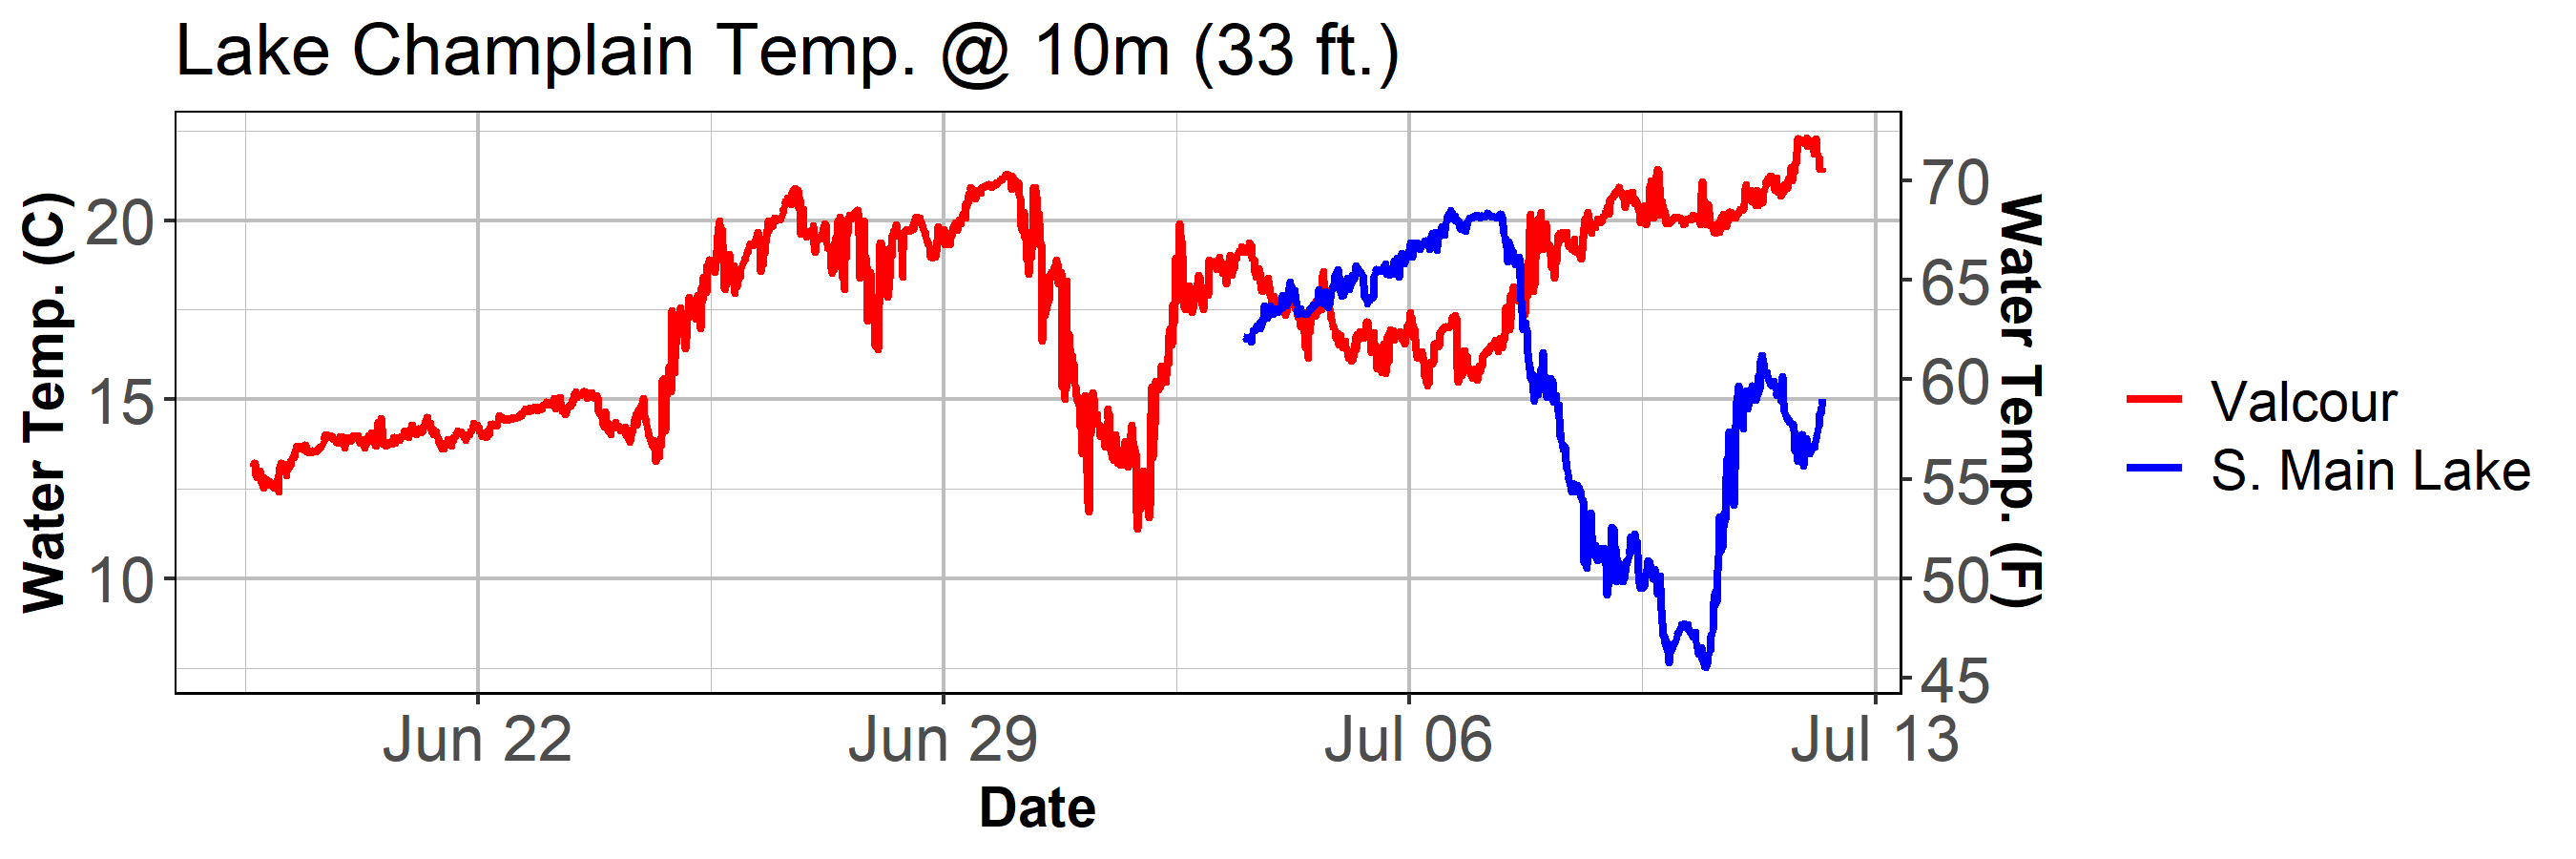 Lake Champlain Temp. @ 10m (33 ft.)
Water Temp. (C)
20
15
10
70
65
60
55
50
45
Water Temp. (F)
Jun 22
Jun 29
Jul 06
Jul 13
Date
Valcour
S. Main Lake